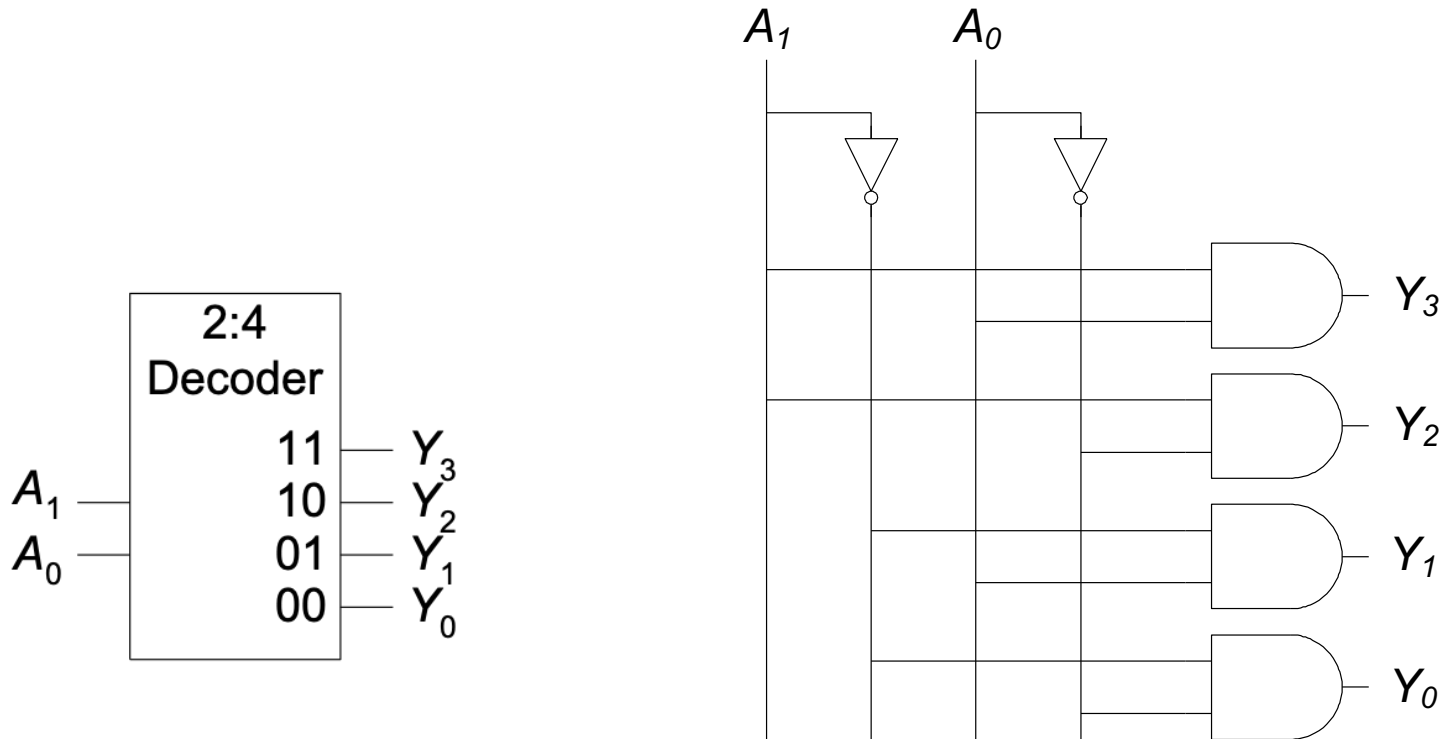 A₁ A₀
2:4
Decoder
11 Y₃
A₁ 10 Y₂
A₀ 01 Y₁
00 Y₀
Y₃
Y₂
Y₁
Y₀